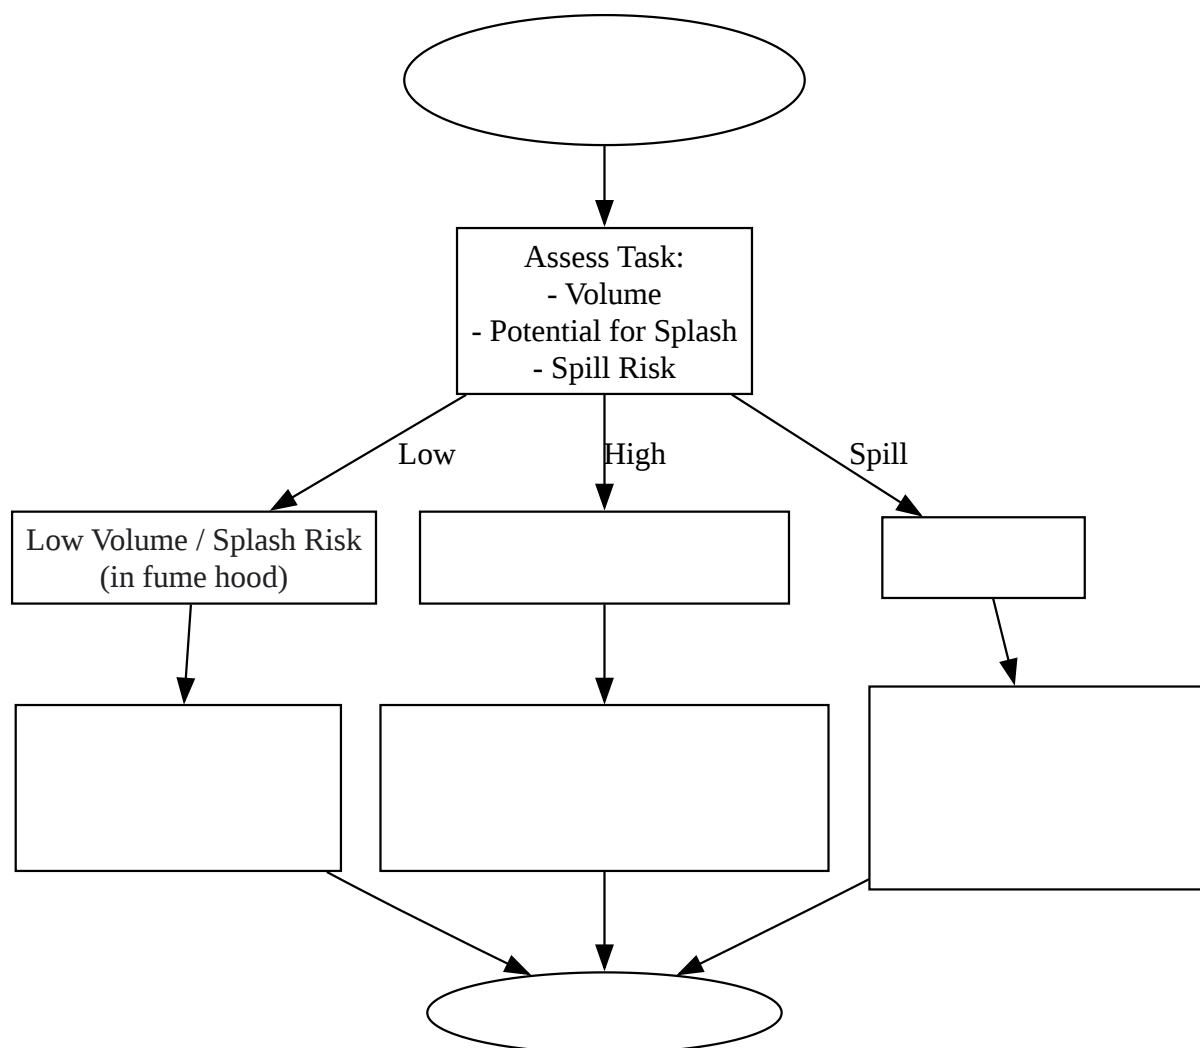 Assess Task:
- Volume
- Potential for Splash
- Spill Risk
Low
High
Spill
Low Volume / Splash Risk
(in fume hood)